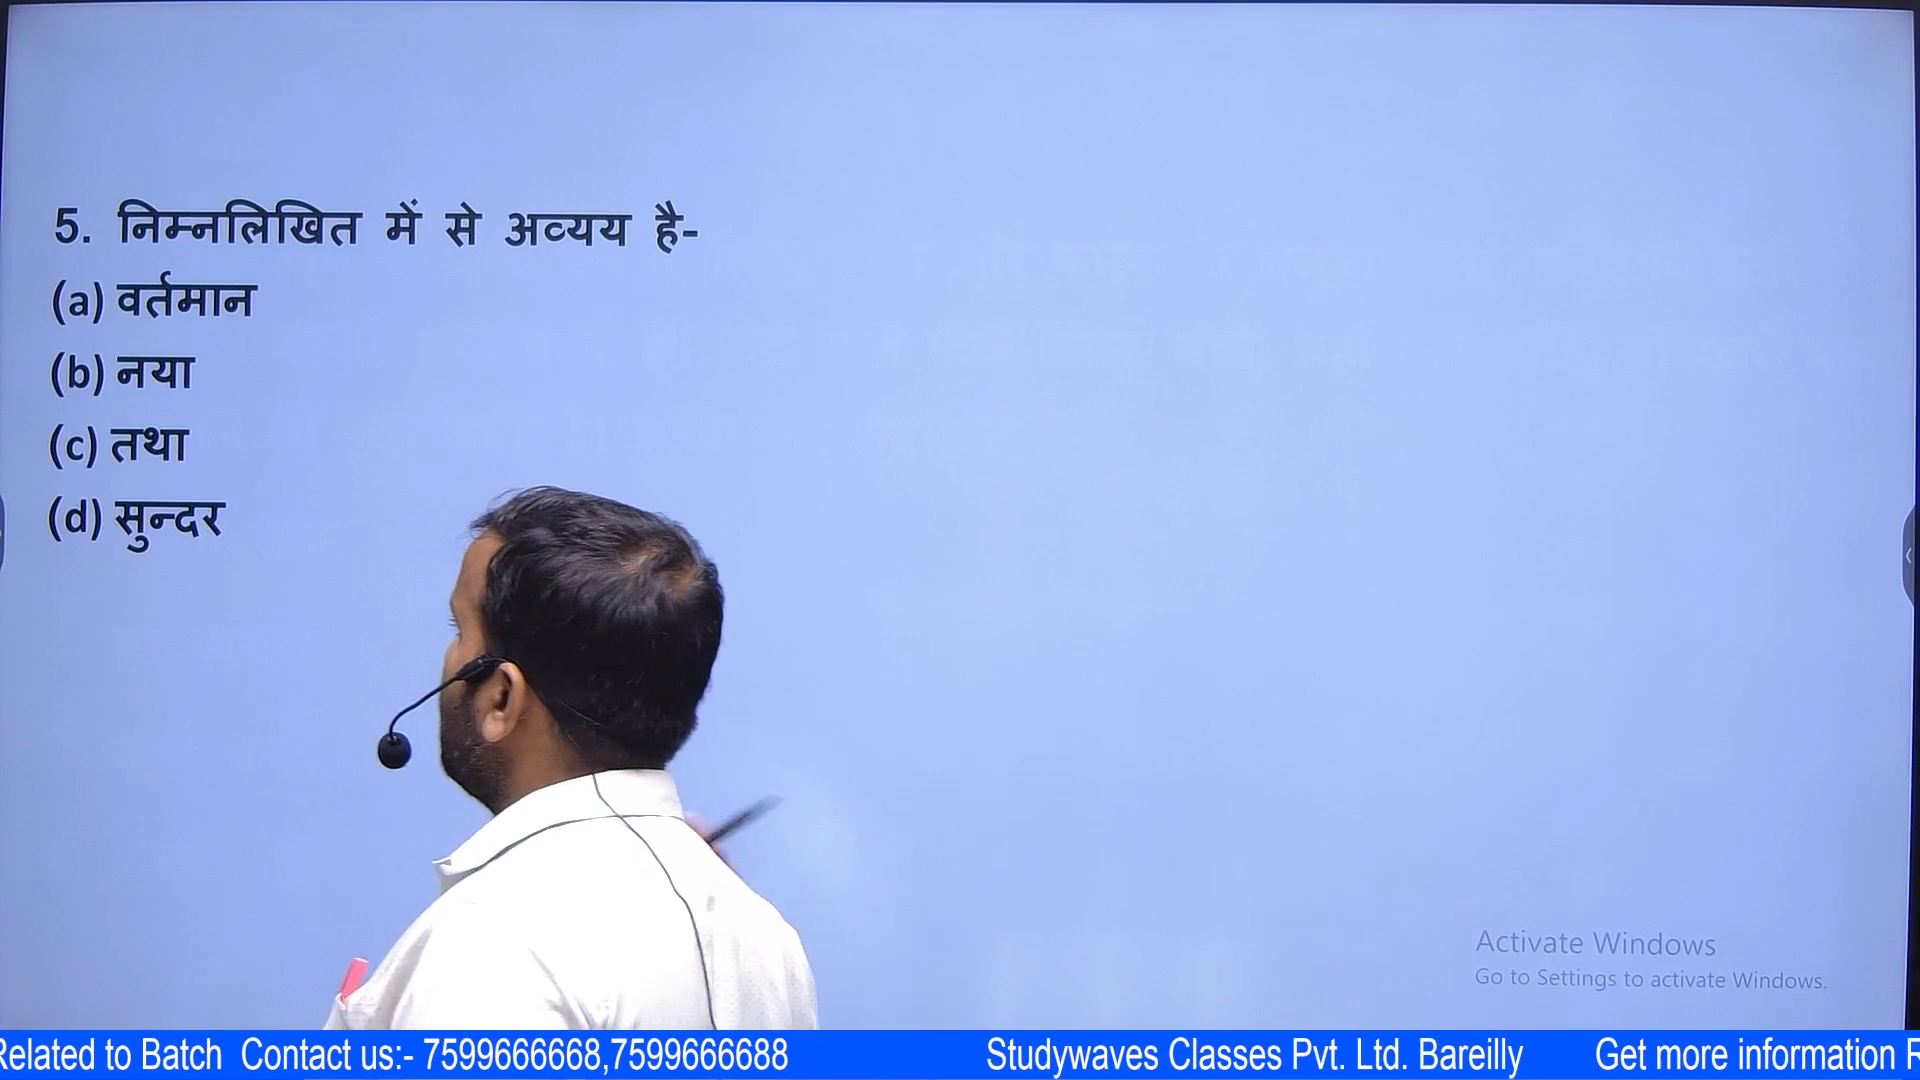 5. निम्नलिखित में से अव्यय है-
(a) वर्तमान
(b) नया
(c) तथा
(d) सुन्दर
Activate Windows
Go to Settings to activate Windows.
Related to Batch Contact us:- 7599666668,7599666688 Studywaves Classes Pvt. Ltd. Bareilly Get more information R